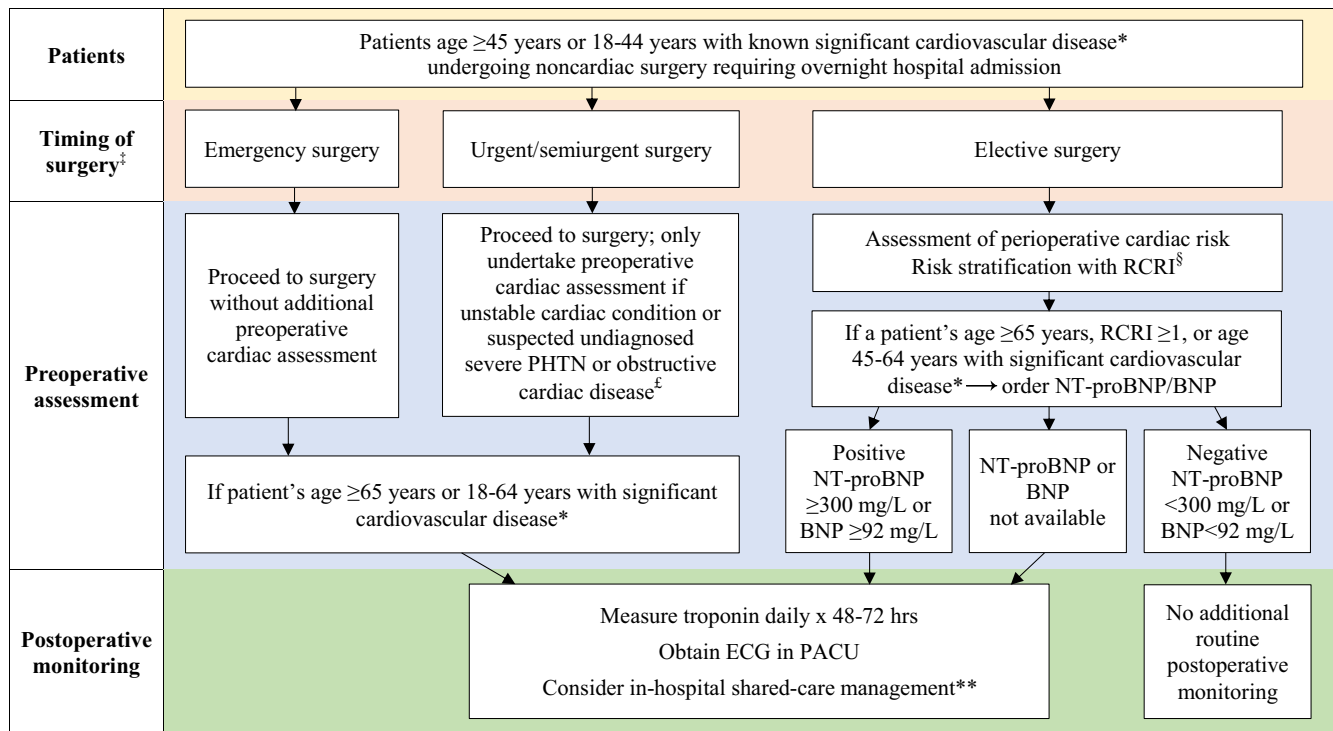 Patients
Patients age ≥45 years or 18-44 years with known significant cardiovascular disease*
undergoing noncardiac surgery requiring overnight hospital admission
Timing of
surgery‡
Emergency surgery
Urgent/semiurgent surgery
Elective surgery
Preoperative
assessment
Proceed to surgery
without additional
preoperative
cardiac assessment
Proceed to surgery; only
undertake preoperative
cardiac assessment if
unstable cardiac condition or
suspected undiagnosed
severe PHTN or obstructive
cardiac disease£
Assessment of perioperative cardiac risk
Risk stratification with RCRI§
If a patient's age ≥65 years, RCRI ≥1, or age
45-64 years with significant cardiovascular
disease* → order NT-proBNP/BNP
If patient's age ≥65 years or 18-64 years with significant
cardiovascular disease*
Positive
NT-proBNP
≥300 mg/L or
BNP ≥92 mg/L
NT-proBNP or
BNP
not available
Negative
NT-proBNP
<300 mg/L or
BNP<92 mg/L
Postoperative
monitoring
Measure troponin daily x 48-72 hrs
Obtain ECG in PACU
Consider in-hospital shared-care management**
No additional
routine
postoperative
monitoring